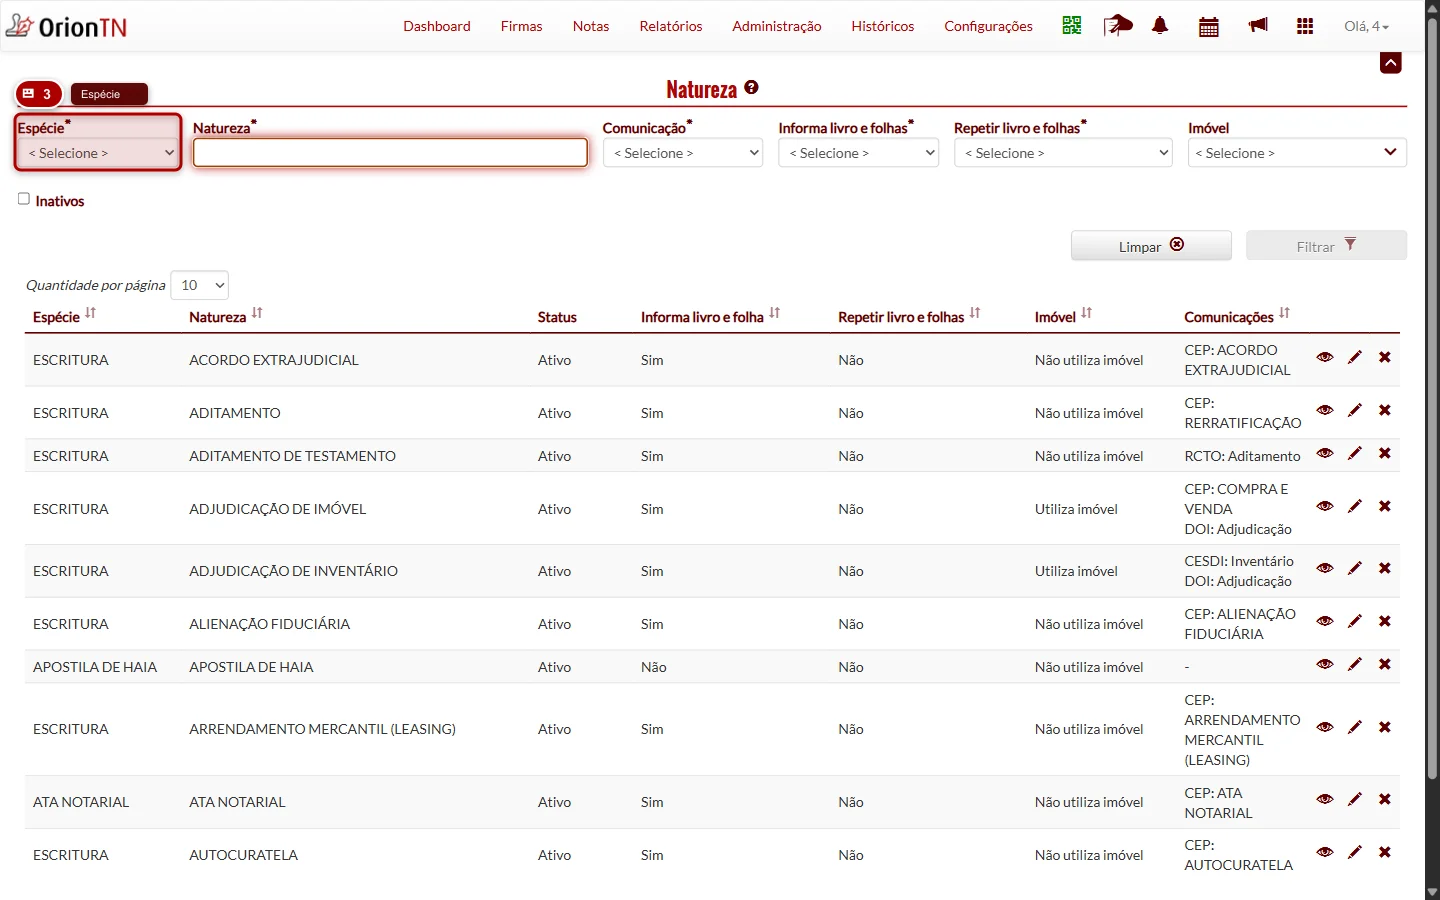 OrionTN
Dashboard Firmas Notas Relatórios Administração Históricos Configurações Olá, 4
3 Espécie
Natureza
Espécie* Natureza* Comunicação* Informa livro e folhas* Repetir livro e folhas* Imóvel
< Selecione > < Selecione > < Selecione > < Selecione > < Selecione >
Inativos
Limpar Filtrar
Quantidade por página 10
Espécie Natureza Status Informa livro e folha Repetir livro e folhas Imóvel Comunicações
ESCRITURA ACORDO EXTRAJUDICIAL Ativo Sim Não Não utiliza imóvel CEP: ACORDO
EXTRAJUDICIAL
ESCRITURA ADITAMENTO Ativo Sim Não Não utiliza imóvel CEP:
RERRATIFICAÇÃO
ESCRITURA ADITAMENTO DE TESTAMENTO Ativo Sim Não Não utiliza imóvel RCTO: Aditamento
ESCRITURA ADJUDICAÇÃO DE IMÓVEL Ativo Sim Não Utiliza imóvel CEP: COMPRA E
VENDA
DOI: Adjudicação
ESCRITURA ADJUDICAÇÃO DE INVENTÁRIO Ativo Sim Não Utiliza imóvel CESDI: Inventário
DOI: Adjudicação
ESCRITURA ALIENAÇÃO FIDUCIÁRIA Ativo Sim Não Não utiliza imóvel CEP: ALIENAÇÃO
FIDUCIÁRIA
APOSTILA DE HAIA APOSTILA DE HAIA Ativo Não Não Não utiliza imóvel -
ESCRITURA ARRENDAMENTO MERCANTIL (LEASING) Ativo Sim Não Não utiliza imóvel CEP:
ARRENDAMENTO
MERCANTIL
(LEASING)
ATA NOTARIAL ATA NOTARIAL Ativo Sim Não Não utiliza imóvel CEP: ATA
NOTARIAL
ESCRITURA AUTOCURATELA Ativo Sim Não Não utiliza imóvel CEP:
AUTOCURATELA